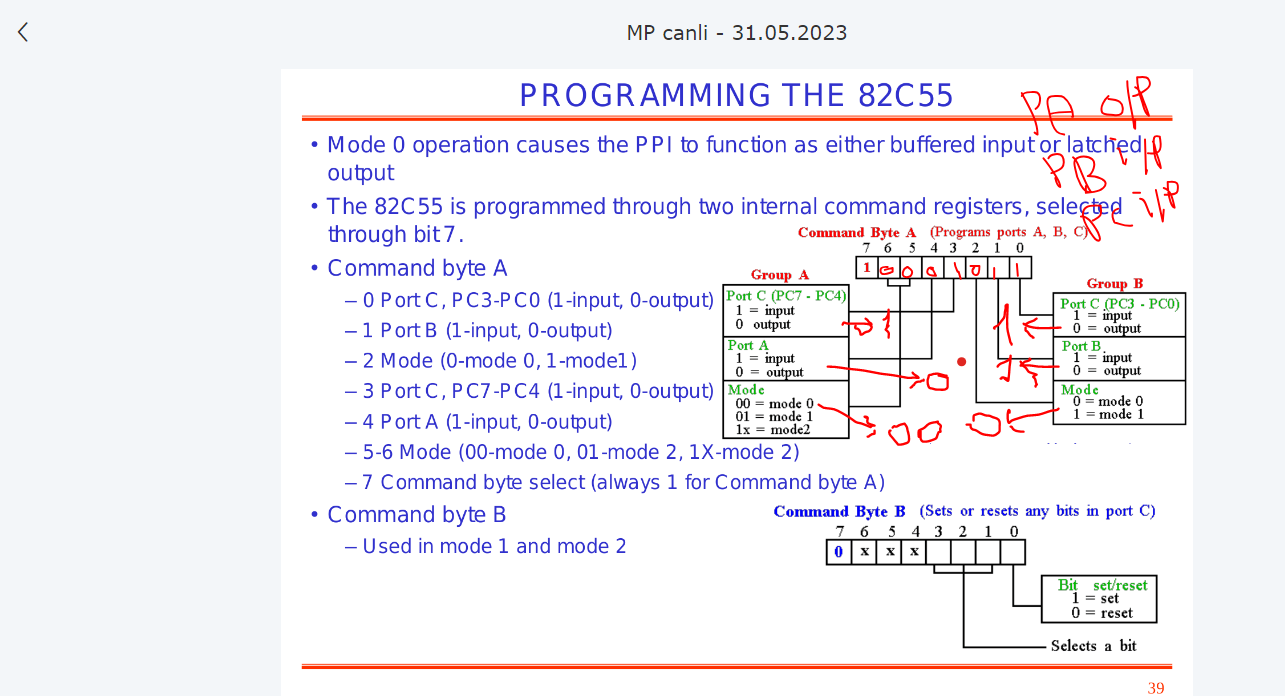 MP canli - 31.05.2023
PROGRAMMING THE 82C55
PA O/P
• Mode 0 operation causes the PPI to function as either buffered input or latched
output
PB i/P
• The 82C55 is programmed through two internal command registers, selected
through bit 7.
PC i/P
Command Byte A (Programs ports A, B, C)
7 6 5 4 3 2 1 0
1 0 0 0 1 0 1 1
• Command byte A
– 0 Port C, PC3-PC0 (1-input, 0-output)
– 1 Port B (1-input, 0-output)
– 2 Mode (0-mode 0, 1-mode1)
– 3 Port C, PC7-PC4 (1-input, 0-output)
– 4 Port A (1-input, 0-output)
– 5-6 Mode (00-mode 0, 01-mode 2, 1X-mode 2)
– 7 Command byte select (always 1 for Command byte A)
Group A
Port C (PC7 - PC4)
1 = input
0 output
1
Port A
1 = input
0 = output
0
Mode
00 = mode 0
01 = mode 1
1x = mode2
00
Group B
Port C (PC3 - PC0)
1 = input
0 = output
1
Port B
1 = input
0 = output
1
Mode
0 = mode 0
1 = mode 1
0
• Command byte B
– Used in mode 1 and mode 2
Command Byte B (Sets or resets any bits in port C)
7 6 5 4 3 2 1 0
0 x x x
Bit set/reset
1 = set
0 = reset
Selects a bit
39